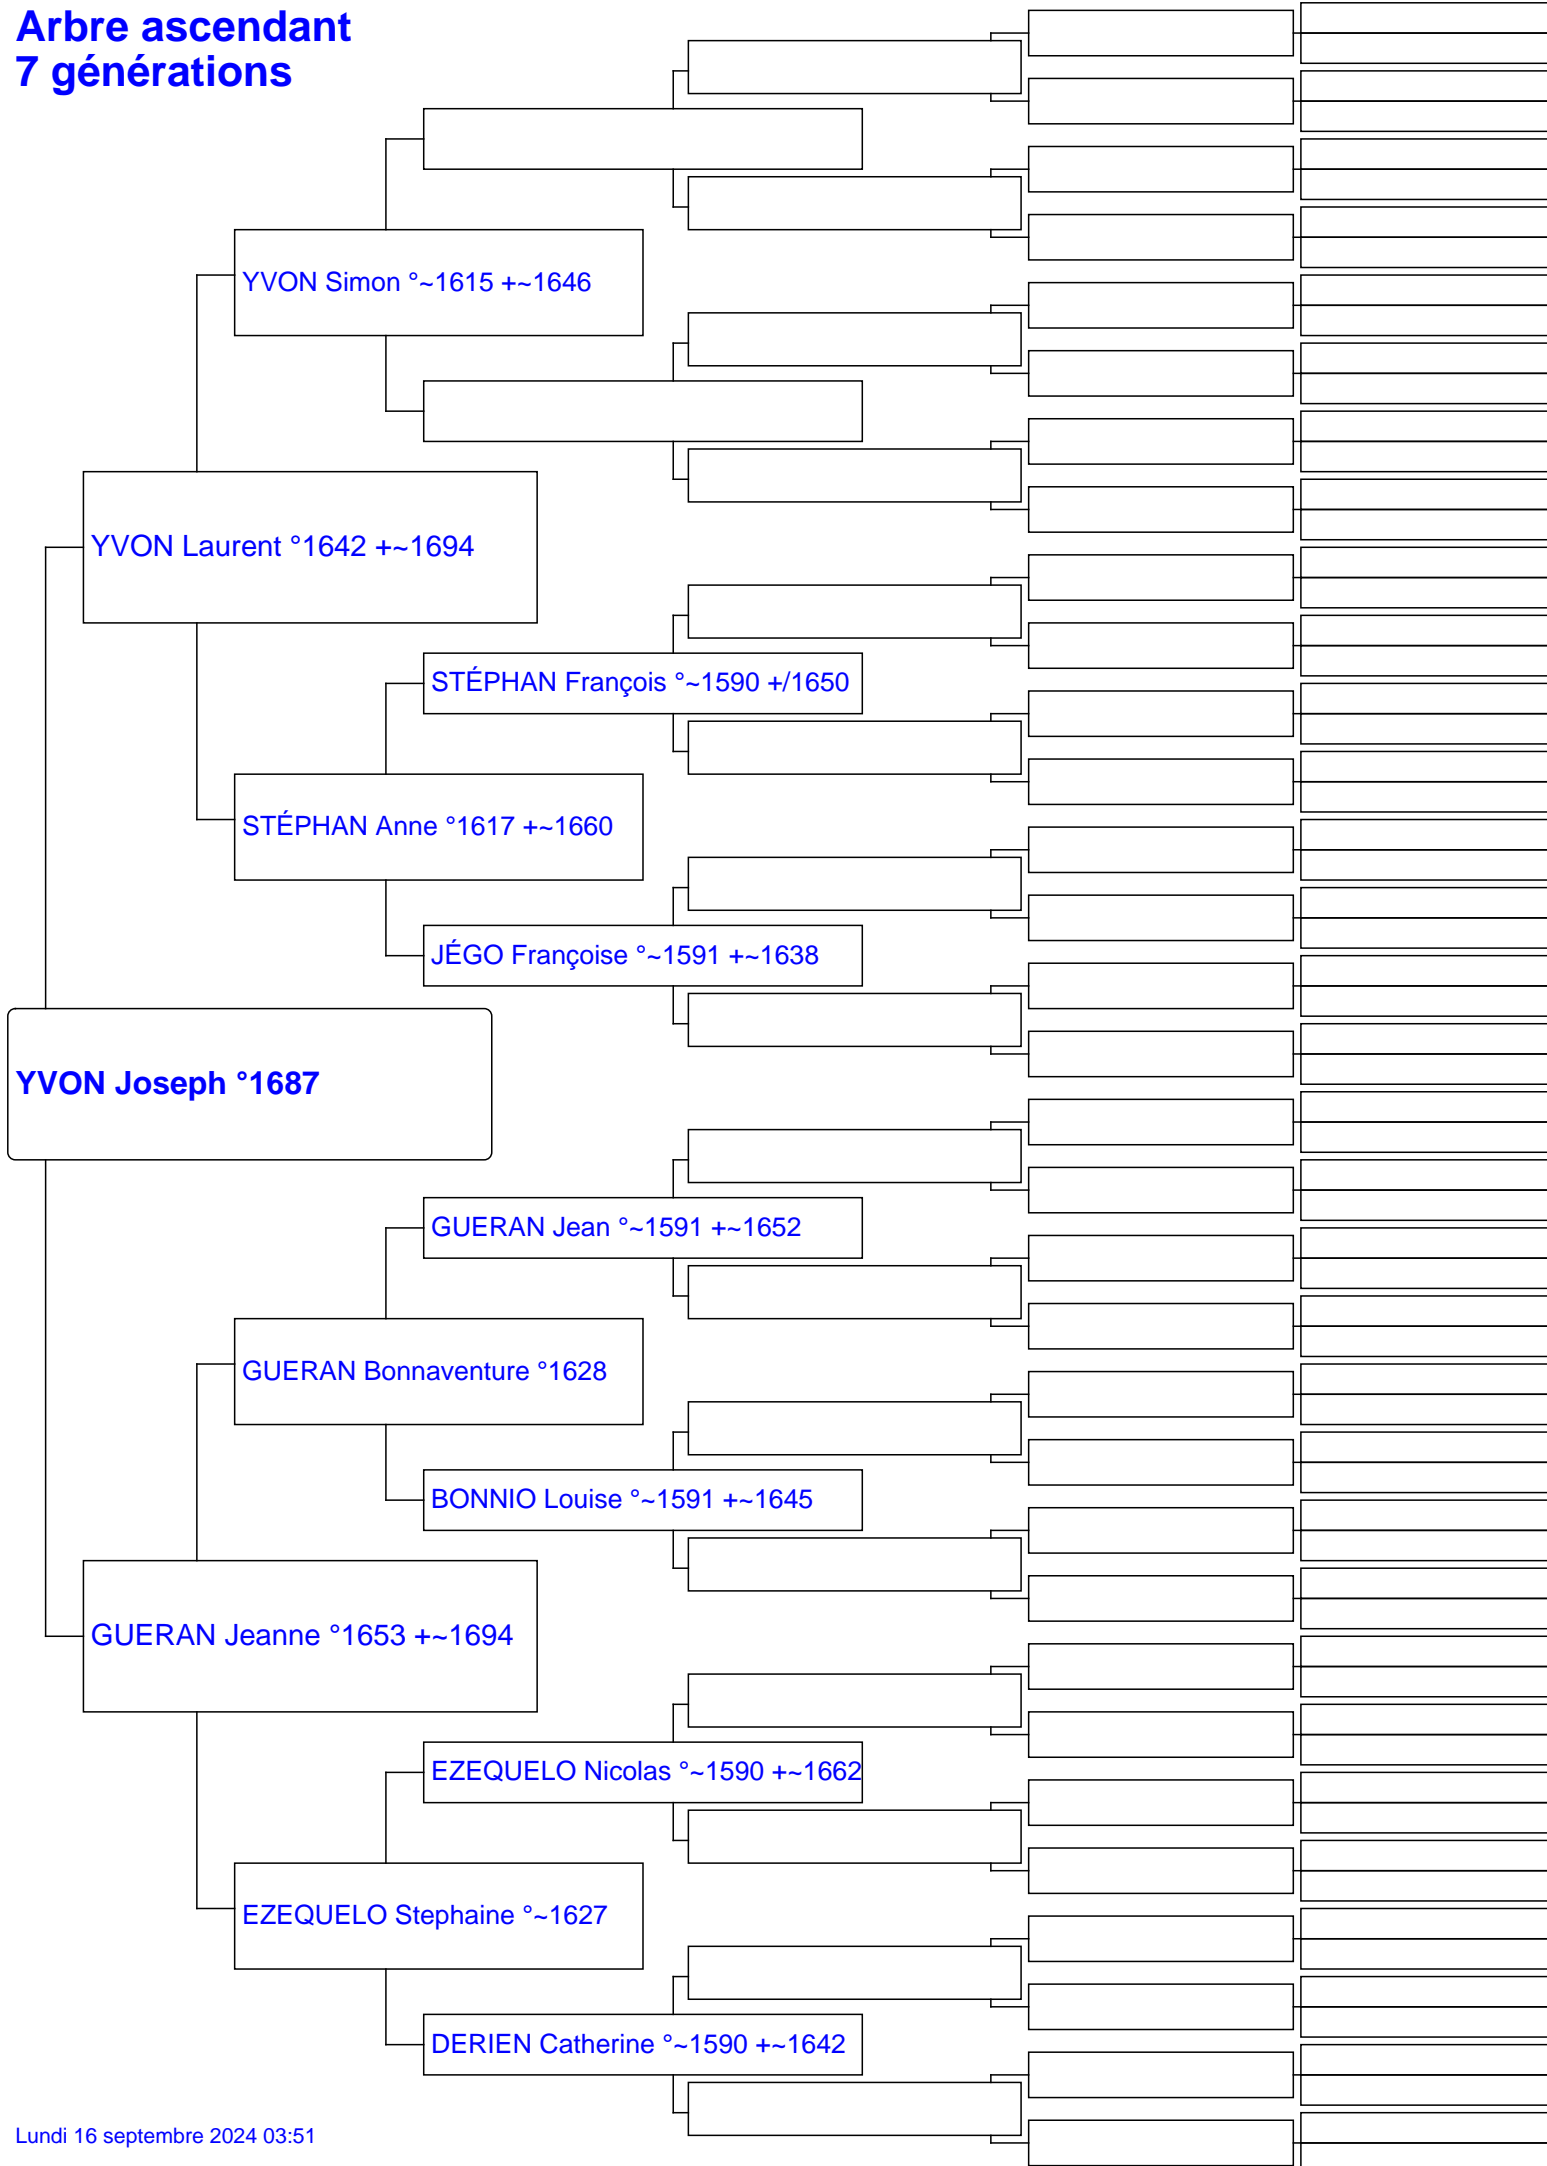 Arbre ascendant
7 générations
YVON Simon °~1615 +~1646
YVON Laurent °1642 +~1694
STÉPHAN François °~1590 +/1650
STÉPHAN Anne °1617 +~1660
JÉGO Françoise °~1591 +~1638
YVON Joseph °1687
GUERAN Jean °~1591 +~1652
GUERAN Bonnaventure °1628
BONNIO Louise °~1591 +~1645
GUERAN Jeanne °1653 +~1694
EZEQUELO Nicolas °~1590 +~1662
EZEQUELO Stephaine °~1627
DERIEN Catherine °~1590 +~1642
Lundi 16 septembre 2024 03:51